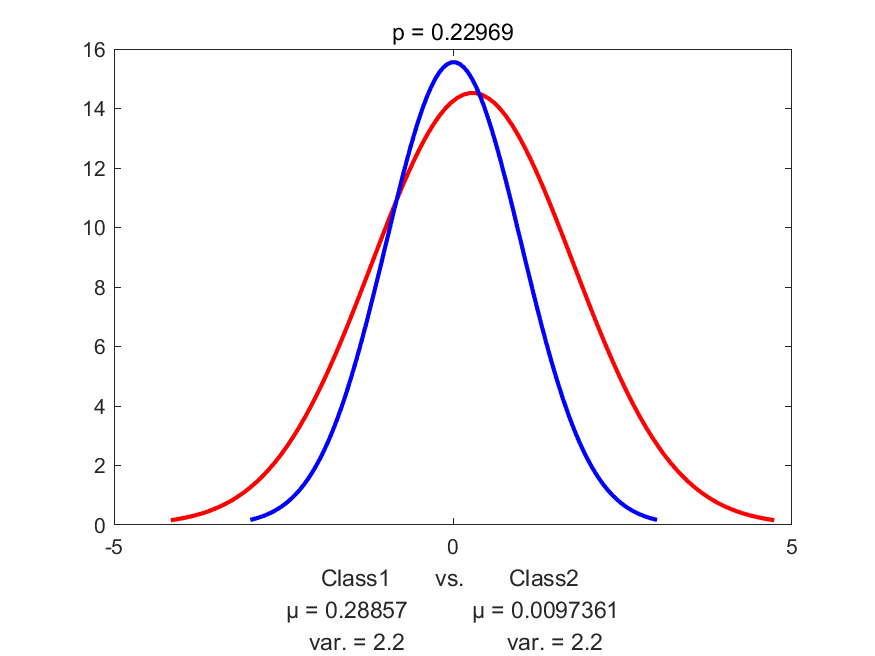 p = 0.22969
16
14
12
10
8
6
4
2
0
-5 0 5
Class1 vs. Class2
μ = 0.28857 μ = 0.0097361
var. = 2.2 var. = 2.2